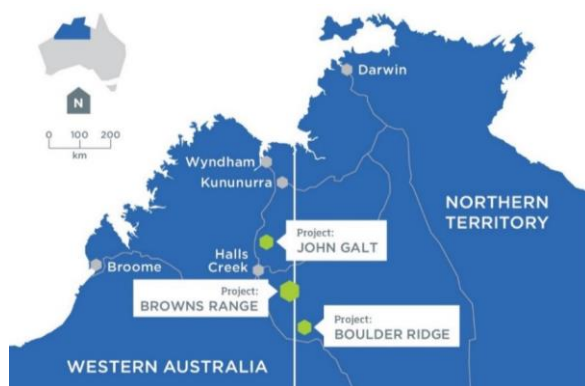 N
0 100 200
km
Darwin
Wyndham
Kununurra
NORTHERN
TERRITORY
Project:
JOHN GALT
Halls
Creek
Broome
Project:
BROWNS RANGE
Project:
BOULDER RIDGE
WESTERN AUSTRALIA